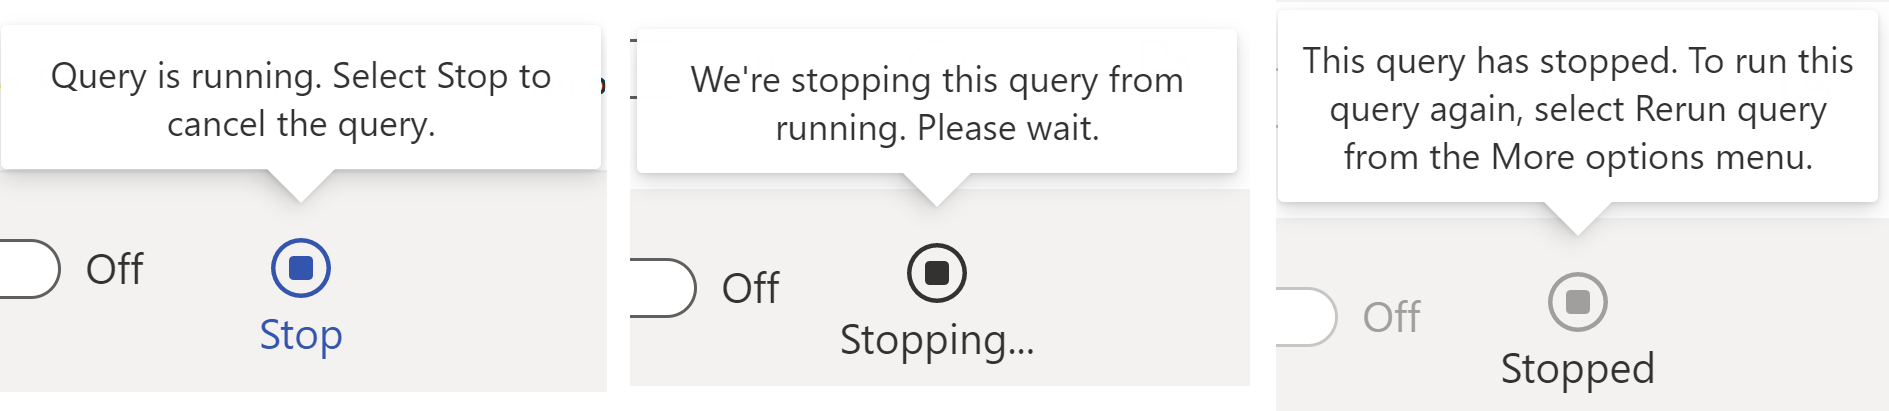 Query is running. Select Stop to
cancel the query.
Off
Stop
We're stopping this query from
running. Please wait.
Off
Stopping...
This query has stopped. To run this
query again, select Rerun query
from the More options menu.
Off
Stopped